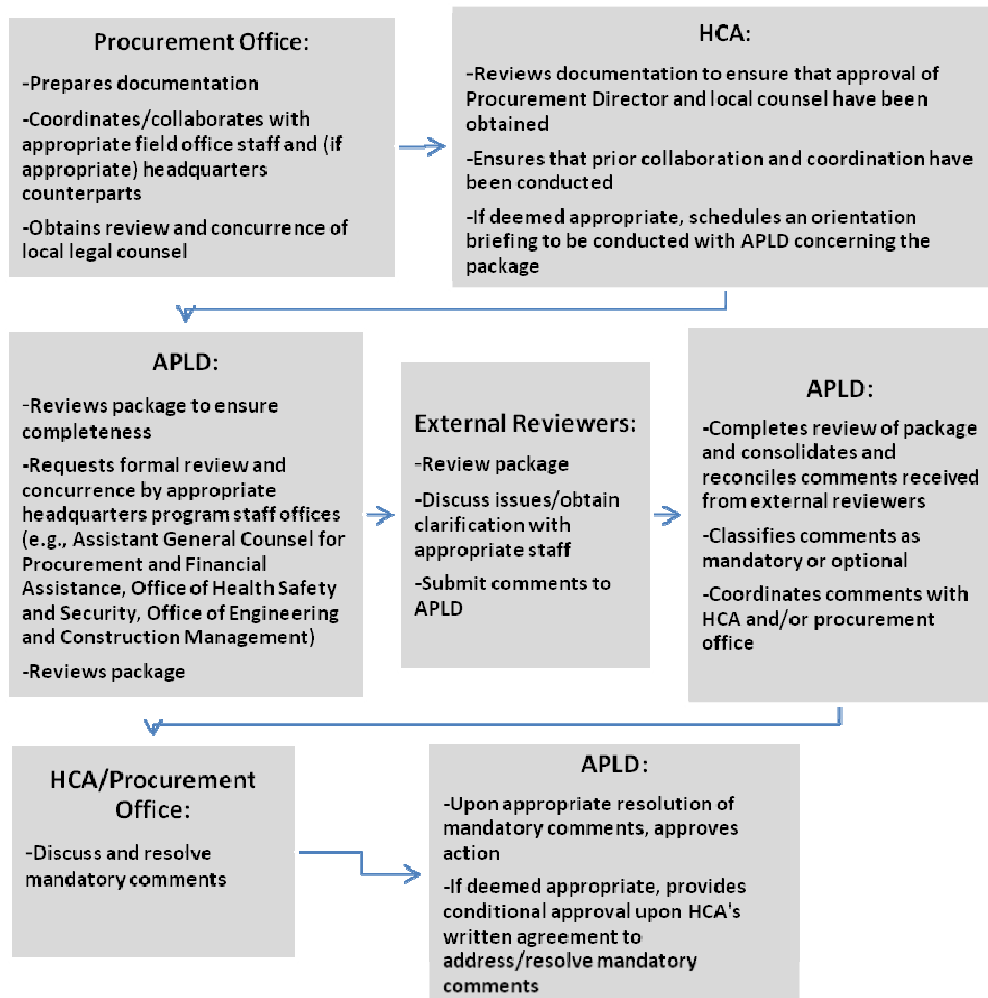 Procurement Office:
-Prepares documentation
-Coordinates/collaborates with
appropriate field office staff and (if
appropriate) headquarters
counterparts
-Obtains review and concurrence of
local legal counsel
HCA:
-Reviews documentation to ensure that approval of
Procurement Director and local counsel have been
obtained
-Ensures that prior collaboration and coordination have
been conducted
-If deemed appropriate, schedules an orientation
briefing to be conducted with APLD concerning the
package
APLD:
-Reviews package to ensure
completeness
-Requests formal review and
concurrence by appropriate
headquarters program staff offices
(e.g., Assistant General Counsel for
Procurement and Financial
Assistance, Office of Health Safety
and Security, Office of Engineering
and Construction Management)
-Reviews package
External Reviewers:
-Review package
-Discuss issues/obtain
clarification with
appropriate staff
-Submit comments to
APLD
APLD:
-Completes review of package
and consolidates and
reconciles comments received
from external reviewers
-Classifies comments as
mandatory or optional
-Coordinates comments with
HCA and/or procurement
office
HCA/Procurement
Office:
-Discuss and resolve
mandatory comments
APLD:
-Upon appropriate resolution of
mandatory comments, approves
action
-If deemed appropriate, provides
conditional approval upon HCA's
written agreement to
address/resolve mandatory
comments